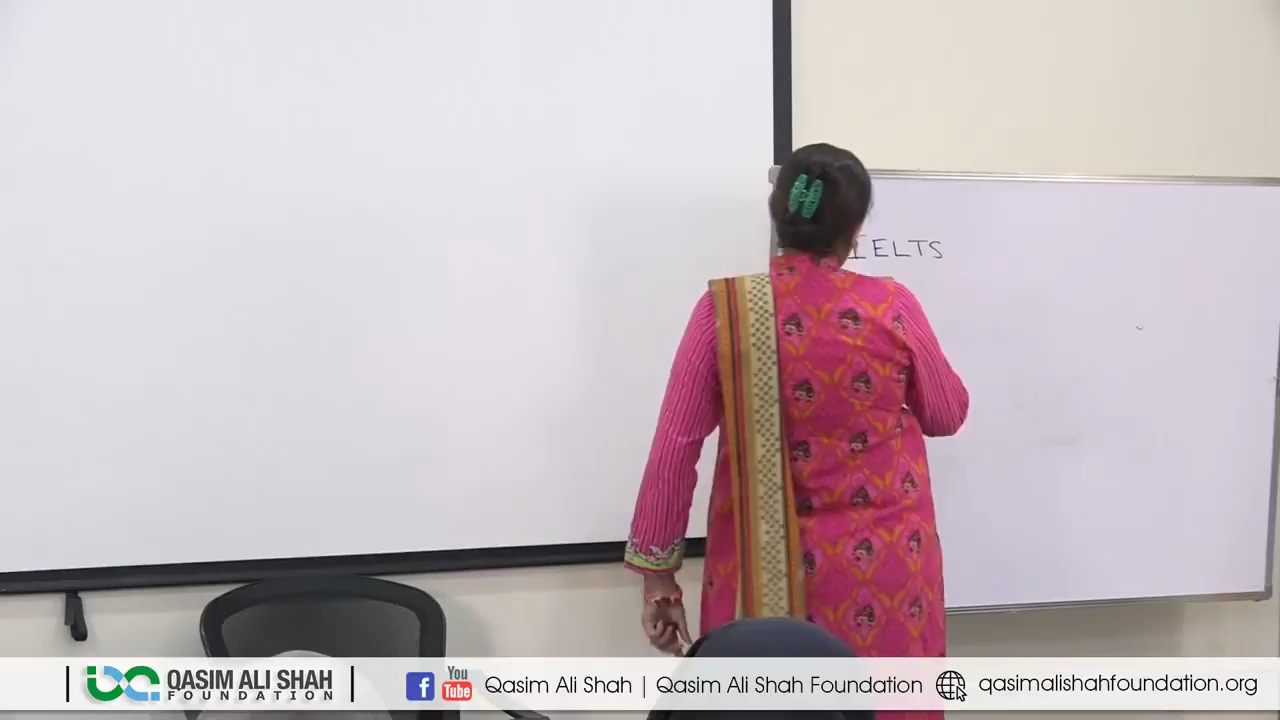 IELTS
QASIM ALI SHAH
FOUNDATION
f
You
Tube
Qasim Ali Shah | Qasim Ali Shah Foundation
qasimalishahfoundation.org